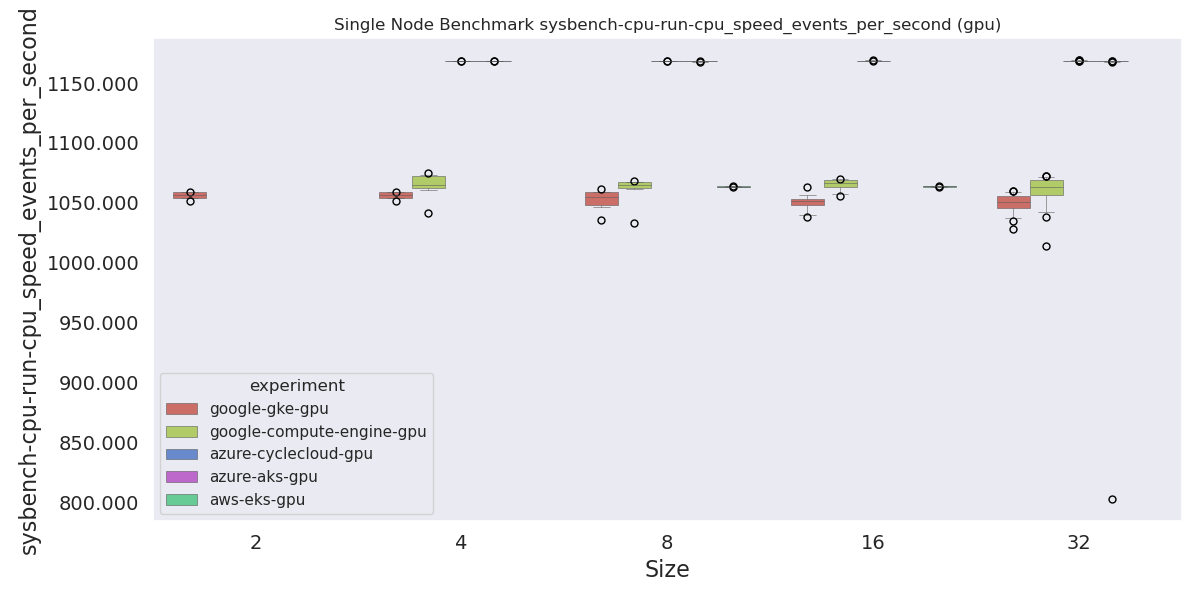 Single Node Benchmark sysbench-cpu-run-cpu_speed_events_per_second (gpu)
sysbench-cpu-run-cpu_speed_events_per_second
1150.000
1100.000
1050.000
1000.000
950.000
900.000
850.000
800.000
experiment
google-gke-gpu
google-compute-engine-gpu
azure-cyclecloud-gpu
azure-aks-gpu
aws-eks-gpu
2 4 8 16 32
Size